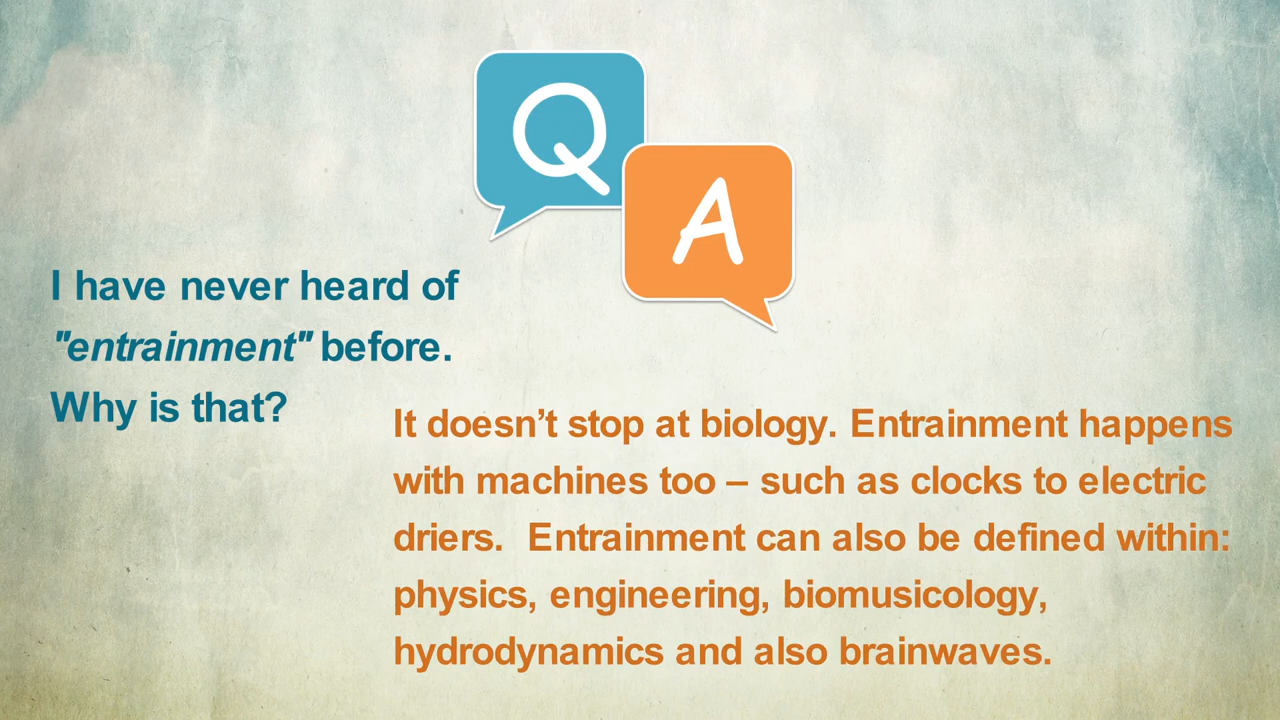 Q
A
I have never heard of
"entrainment" before.
Why is that?
It doesn’t stop at biology. Entrainment happens
with machines too – such as clocks to electric
driers.  Entrainment can also be defined within:
physics, engineering, biomusicology,
hydrodynamics and also brainwaves.